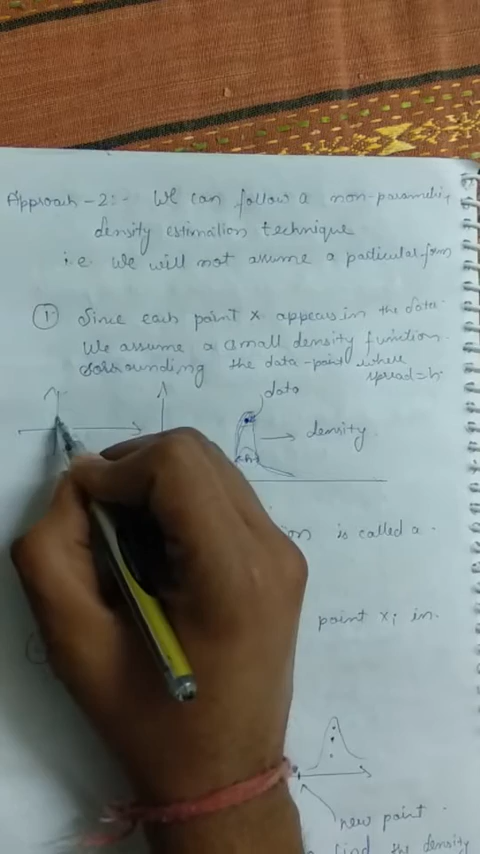 Approach - 2:- We can follow a non-parametric
density estimation technique
i.e. we will not assume a particular form
① Since each point x appears in the data
We assume a small density function
sorrounding the data-point where
spread = h.
data
density
is called a
point xi in
new point
find the density